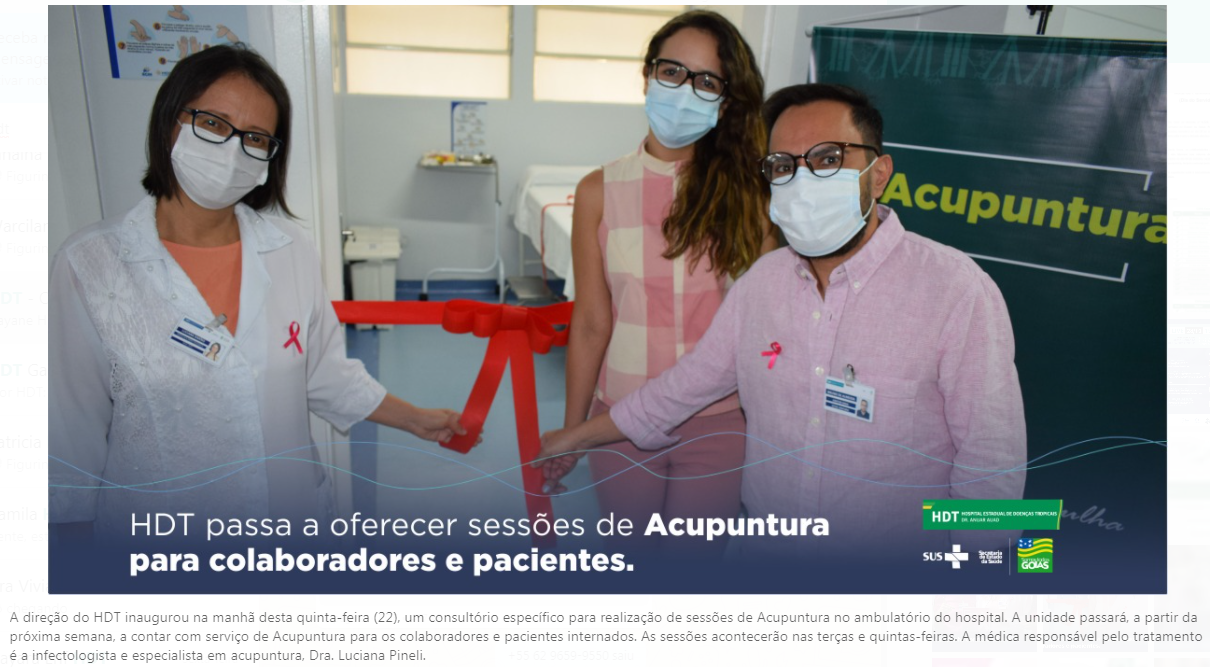 Acupuntura
HDT passa a oferecer sessões de Acupuntura
para colaboradores e pacientes.
HDT HOSPITAL ESTADUAL DE DOENÇAS TROPICAIS
DR. ANUAR AUAD
SUS
Secretaria
de Estado
da Saúde
GOIÁS
A direção do HDT inaugurou na manhã desta quinta-feira (22), um consultório específico para realização de sessões de Acupuntura no ambulatório do hospital. A unidade passará, a partir da
próxima semana, a contar com serviço de Acupuntura para os colaboradores e pacientes internados. As sessões acontecerão nas terças e quintas-feiras. A médica responsável pelo tratamento
é a infectologista e especialista em acupuntura, Dra. Luciana Pineli.